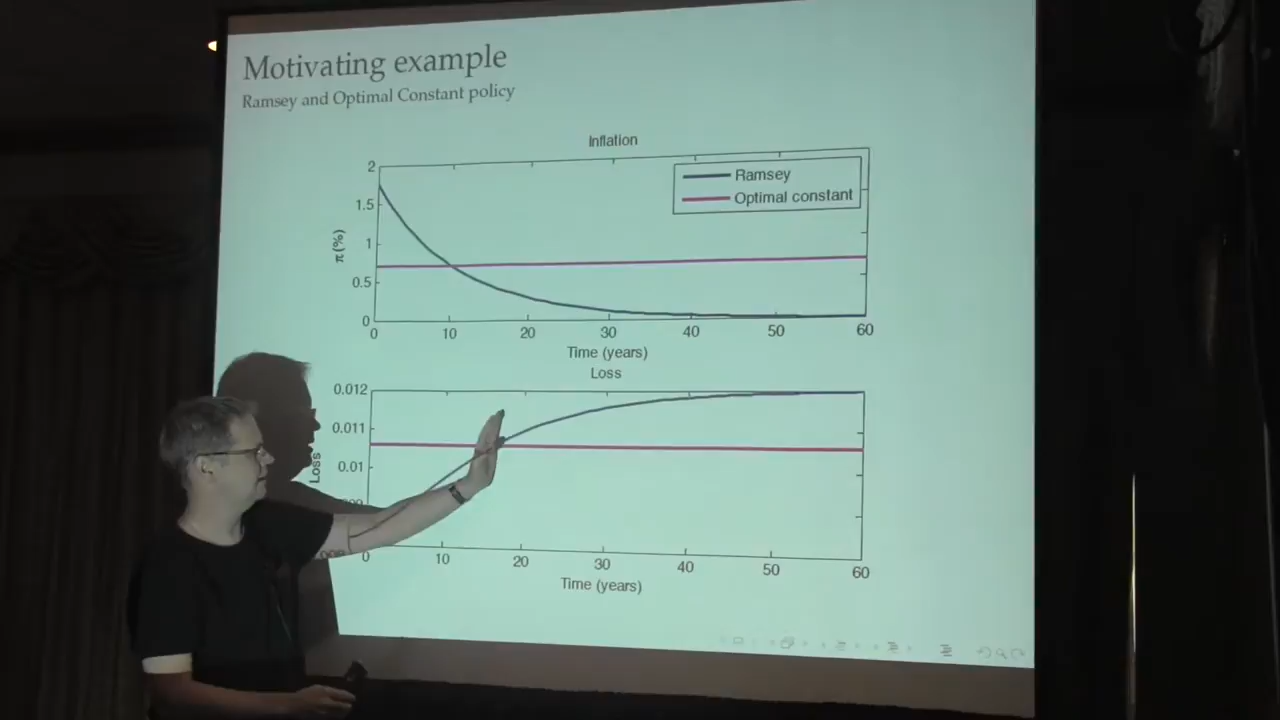 Motivating example
Ramsey and Optimal Constant policy
Inflation
2
1.5
1
0.5
0
π(%)
Ramsey
Optimal constant
0 10 20 30 40 50 60
Time (years)
Loss
0.012
0.011
0.01
Loss
0 10 20 30 40 50 60
Time (years)